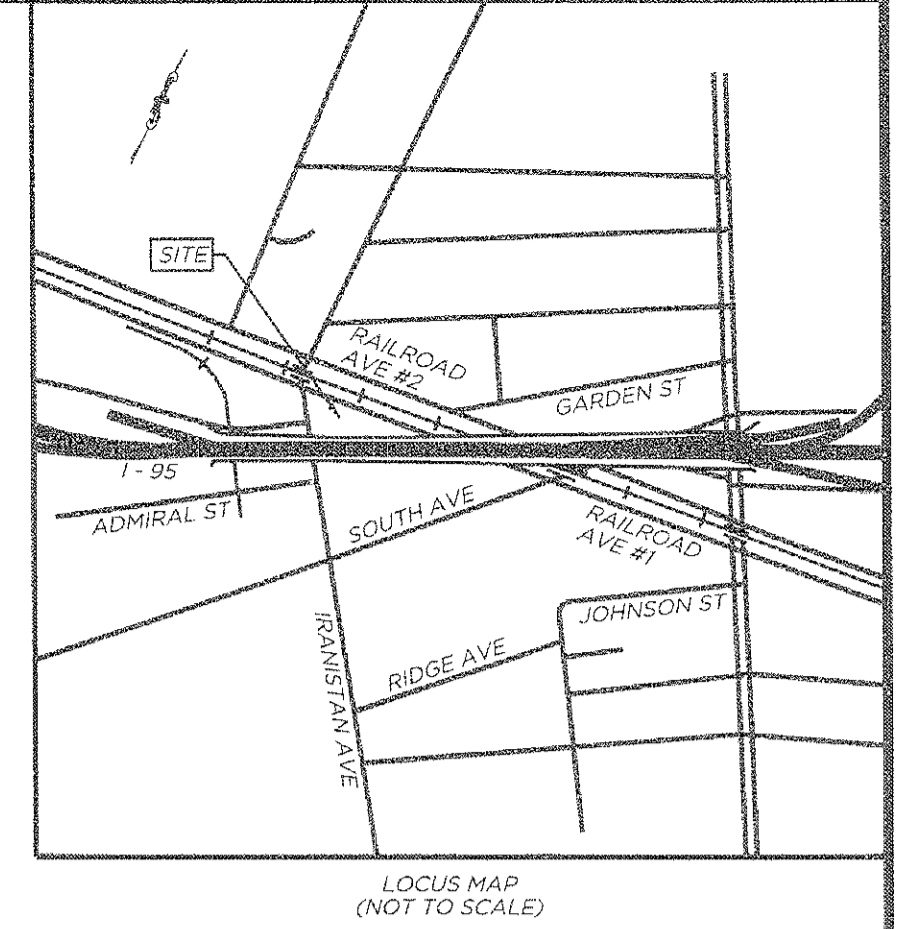 SITE
RAILROAD
AVE #2
GARDEN ST
I-95
ADMIRAL ST
SOUTH AVE
RAILROAD
AVE #1
JOHNSON ST
IRANISTAN AVE
RIDGE AVE
LOCUS MAP
(NOT TO SCALE)